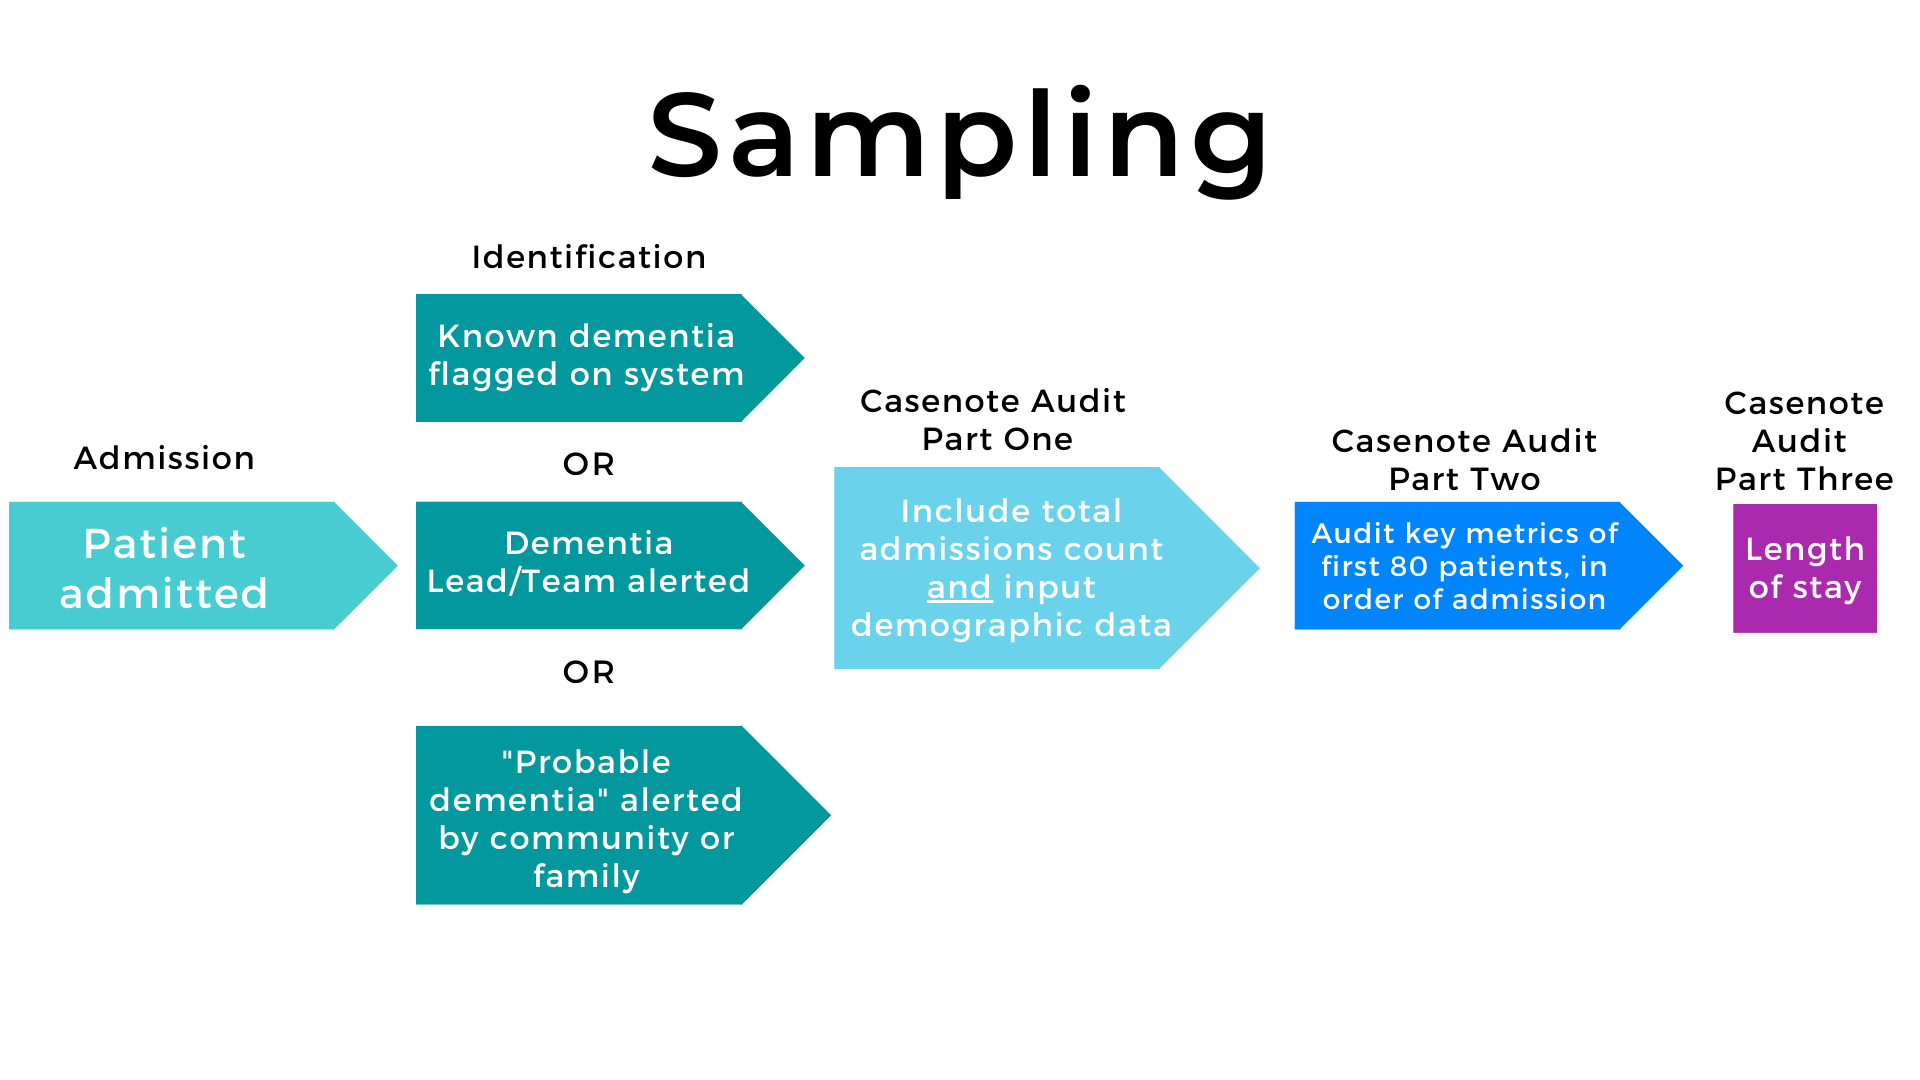 Sampling
Admission
Patient
admitted
Identification
Known dementia
flagged on system
OR
Dementia
Lead/Team alerted
OR
"Probable
dementia" alerted
by community or
family
Casenote Audit
Part One
Include total
admissions count
and input
demographic data
Casenote Audit
Part Two
Audit key metrics of
first 80 patients, in
order of admission
Casenote
Audit
Part Three
Length
of stay